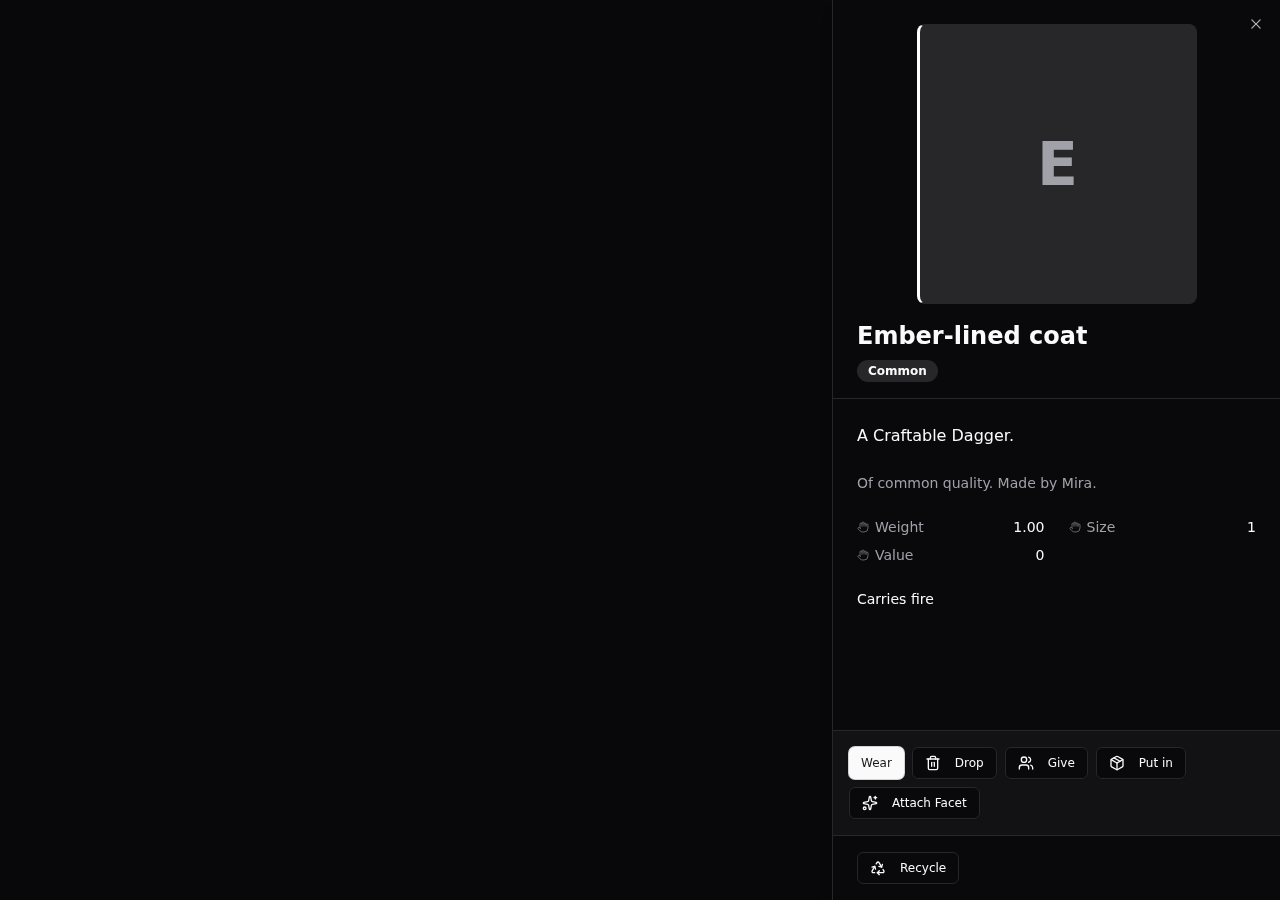 E
Ember-lined coat
Common
A Craftable Dagger.
Of common quality. Made by Mira.
Weight 1.00 Size 1
Value 0
Carries fire
Wear Drop Give Put in
Attach Facet
Recycle